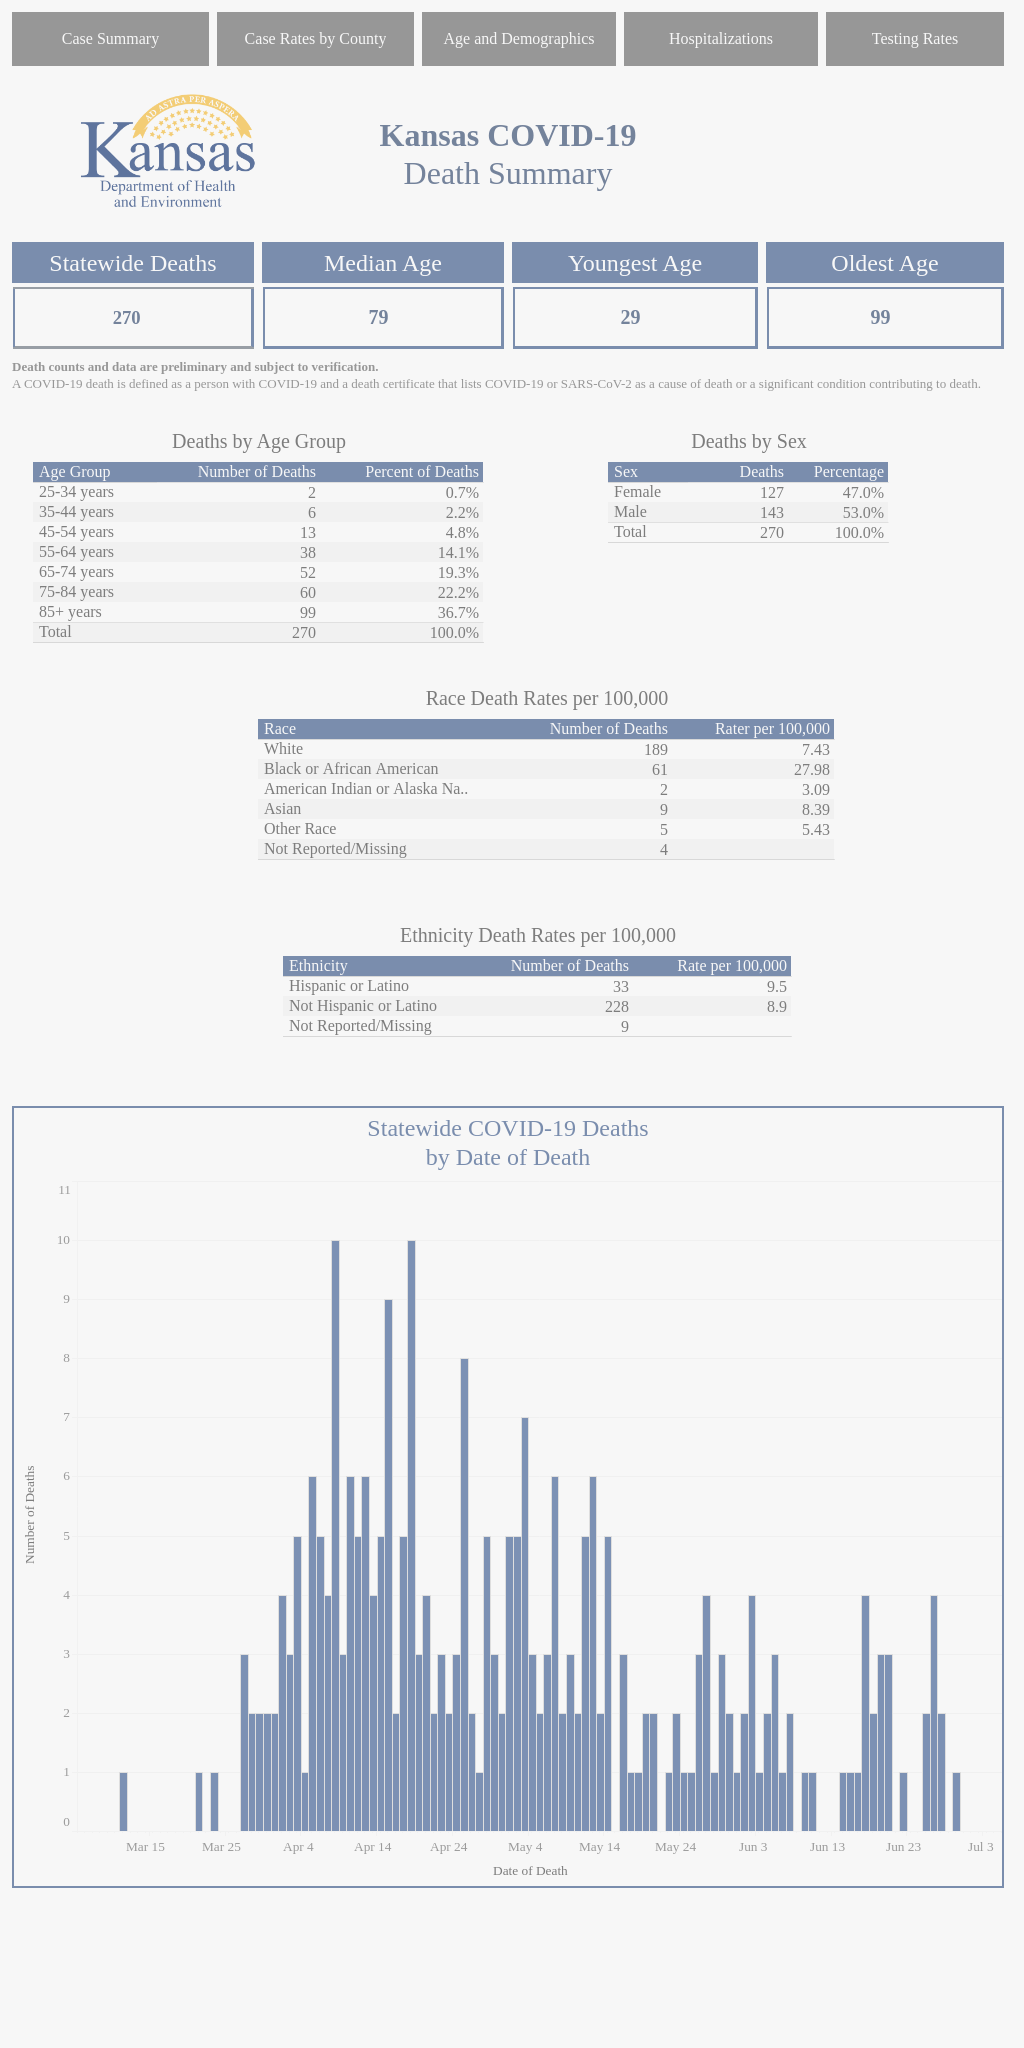 Case Summary
Case Rates by County
Age and Demographics
Hospitalizations
Testing Rates
AD ASTRA PER ASPERA
Kansas
Department of Health
and Environment
Kansas COVID-19
Death Summary
Statewide Deaths
Median Age
Youngest Age
Oldest Age
270
79
29
99
Death counts and data are preliminary and subject to verification.
A COVID-19 death is defined as a person with COVID-19 and a death certificate that lists COVID-19 or SARS-CoV-2 as a cause of death or a significant condition contributing to death.
Deaths by Age Group
Age Group Number of Deaths Percent of Deaths
25-34 years 2 0.7%
35-44 years 6 2.2%
45-54 years 13 4.8%
55-64 years 38 14.1%
65-74 years 52 19.3%
75-84 years 60 22.2%
85+ years 99 36.7%
Total 270 100.0%
Deaths by Sex
Sex Deaths Percentage
Female 127 47.0%
Male 143 53.0%
Total 270 100.0%
Race Death Rates per 100,000
Race Number of Deaths Rater per 100,000
White 189 7.43
Black or African American 61 27.98
American Indian or Alaska Na.. 2 3.09
Asian 9 8.39
Other Race 5 5.43
Not Reported/Missing 4
Ethnicity Death Rates per 100,000
Ethnicity Number of Deaths Rate per 100,000
Hispanic or Latino 33 9.5
Not Hispanic or Latino 228 8.9
Not Reported/Missing 9
Statewide COVID-19 Deaths
by Date of Death
11
10
9
8
7
6
5
4
3
2
1
0
Number of Deaths
Mar 15 Mar 25 Apr 4 Apr 14 Apr 24 May 4 May 14 May 24 Jun 3 Jun 13 Jun 23 Jul 3
Date of Death